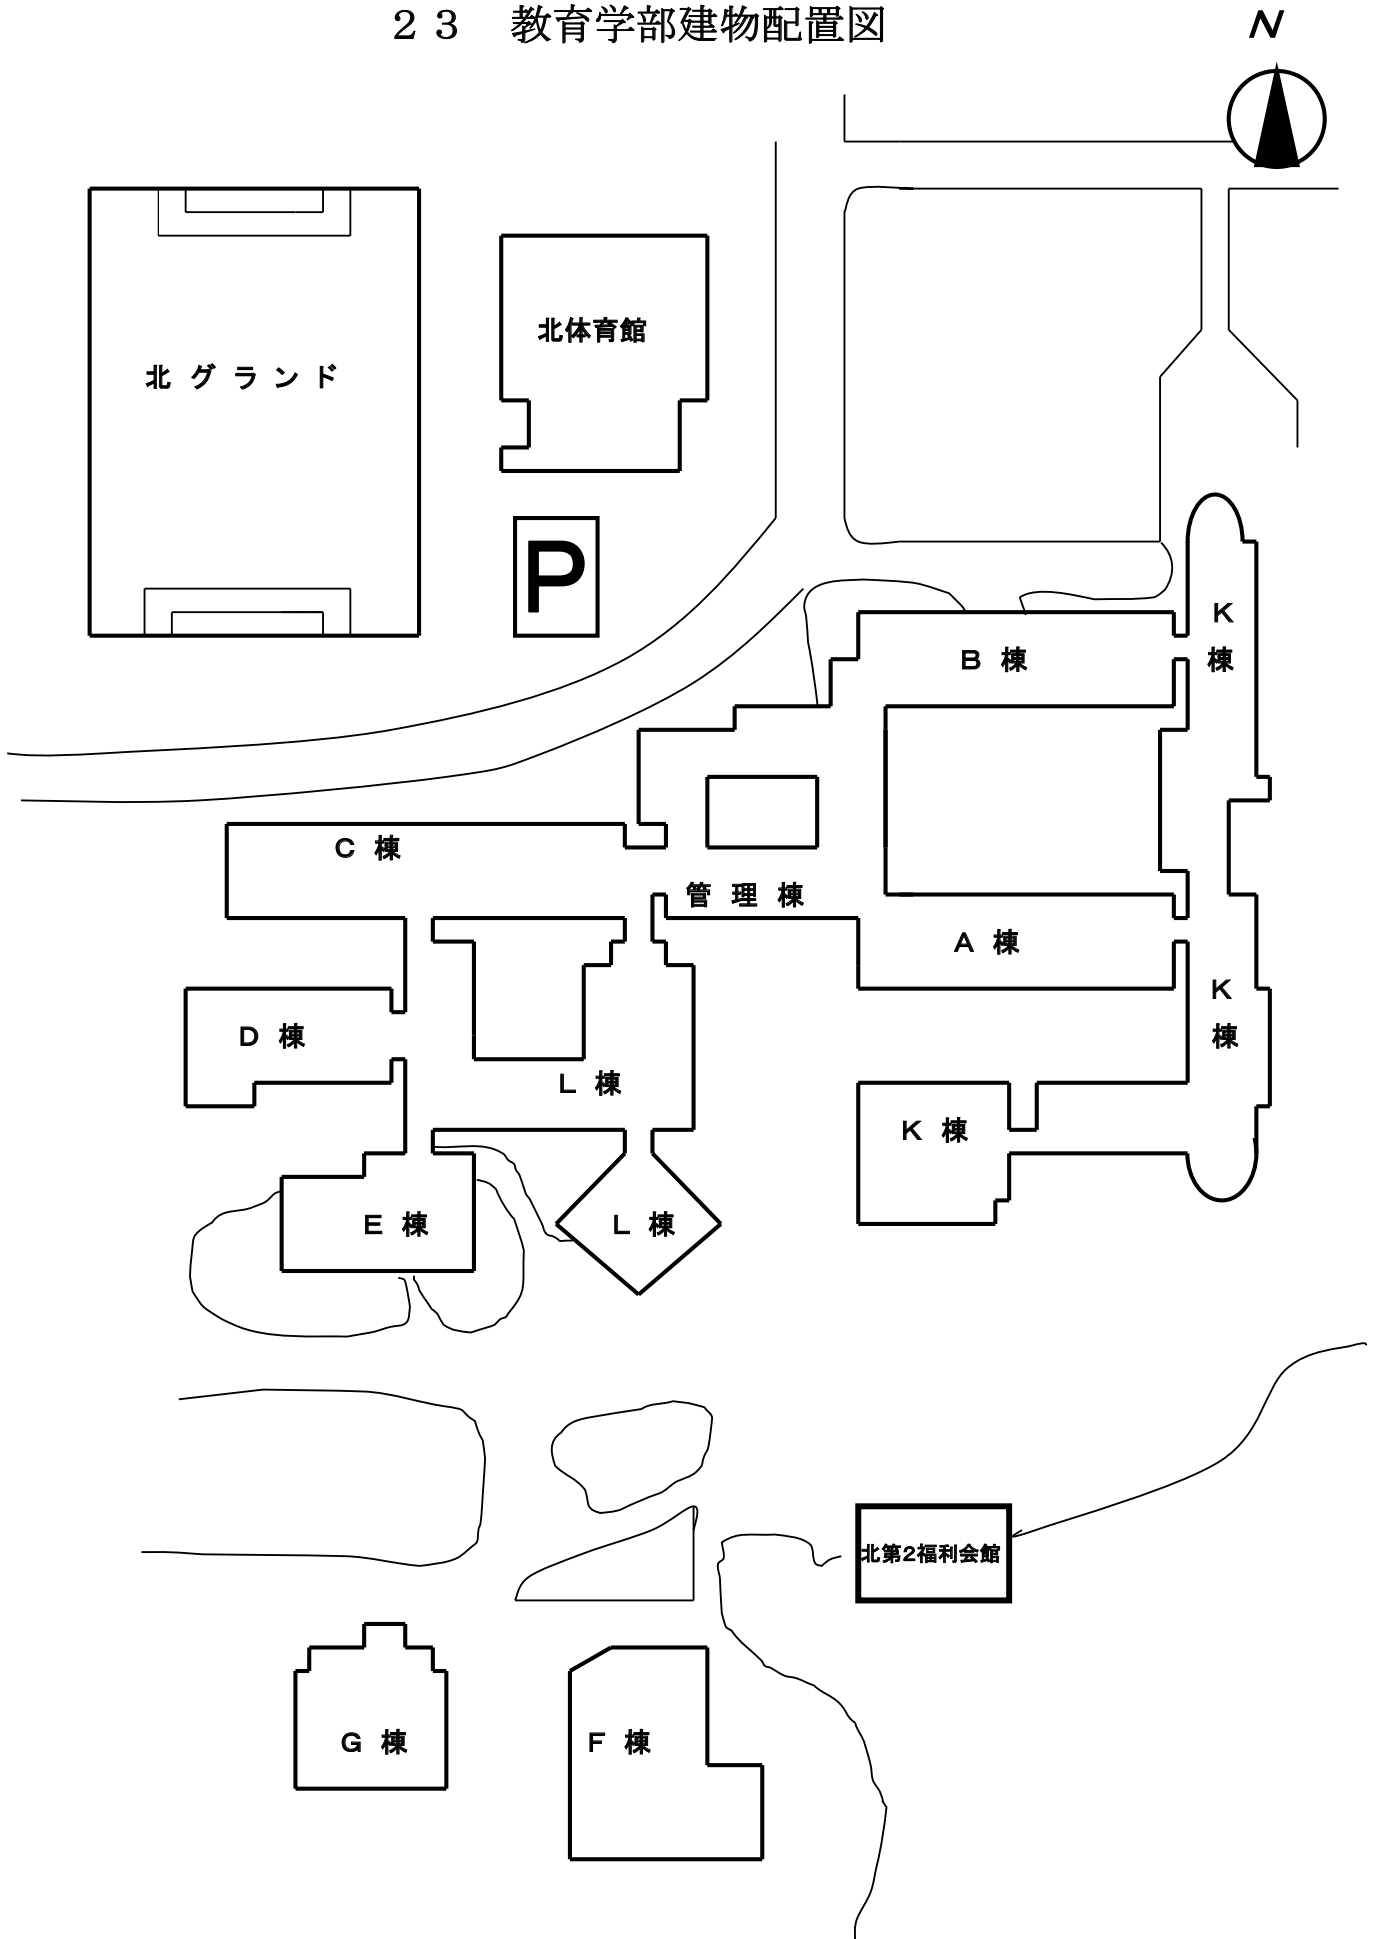 ２３　教育学部建物配置図
N
北体育館
北 グ ラ ン ド
P
K
棟
B 棟
C 棟
管 理 棟
A 棟
K
棟
D 棟
L 棟
K 棟
E 棟
L 棟
北第２福利会館
G 棟
F 棟